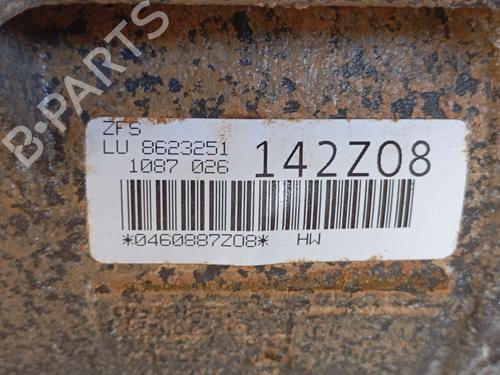 B-PARTS
ZFS
LU 8623251
1087 026
142Z08
*0460887Z08* HW